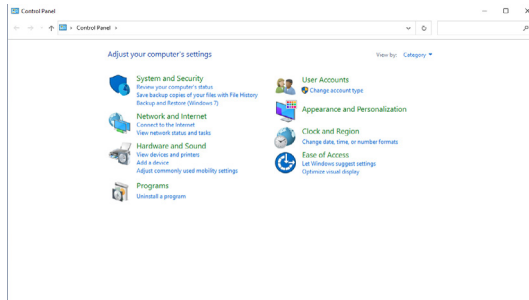 Control Panel
Control Panel
Adjust your computer's settings
View by: Category
System and Security
Review your computer's status
Save backup copies of your files with File History
Backup and Restore (Windows 7)
Network and Internet
Connect to the Internet
View network status and tasks
Hardware and Sound
View devices and printers
Add a device
Adjust commonly used mobility settings
Programs
Uninstall a program
User Accounts
Change account type
Appearance and Personalization
Clock and Region
Change date, time, or number formats
Ease of Access
Let Windows suggest settings
Optimize visual display